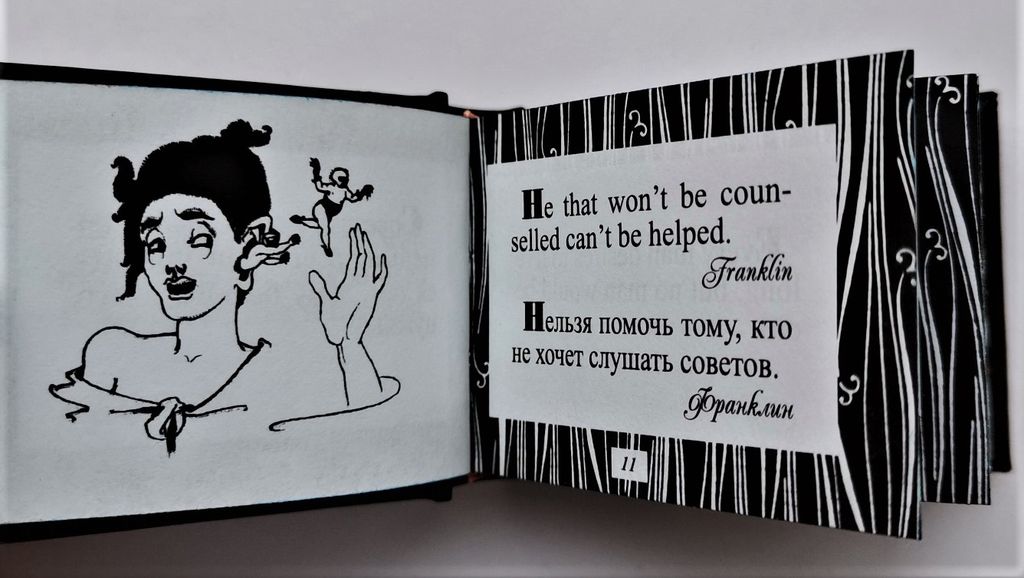 He that won't be coun-
selled can't be helped.
Franklin
Нельзя помочь тому, кто
не хочет слушать советов.
Франклин
11